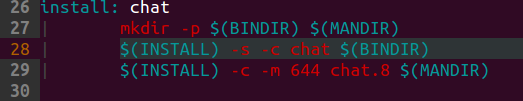 26 install: chat
27 |       mkdir -p $(BINDIR) $(MANDIR)
28 |       $(INSTALL) -s -c chat $(BINDIR)
29 |       $(INSTALL) -c -m 644 chat.8 $(MANDIR)
30